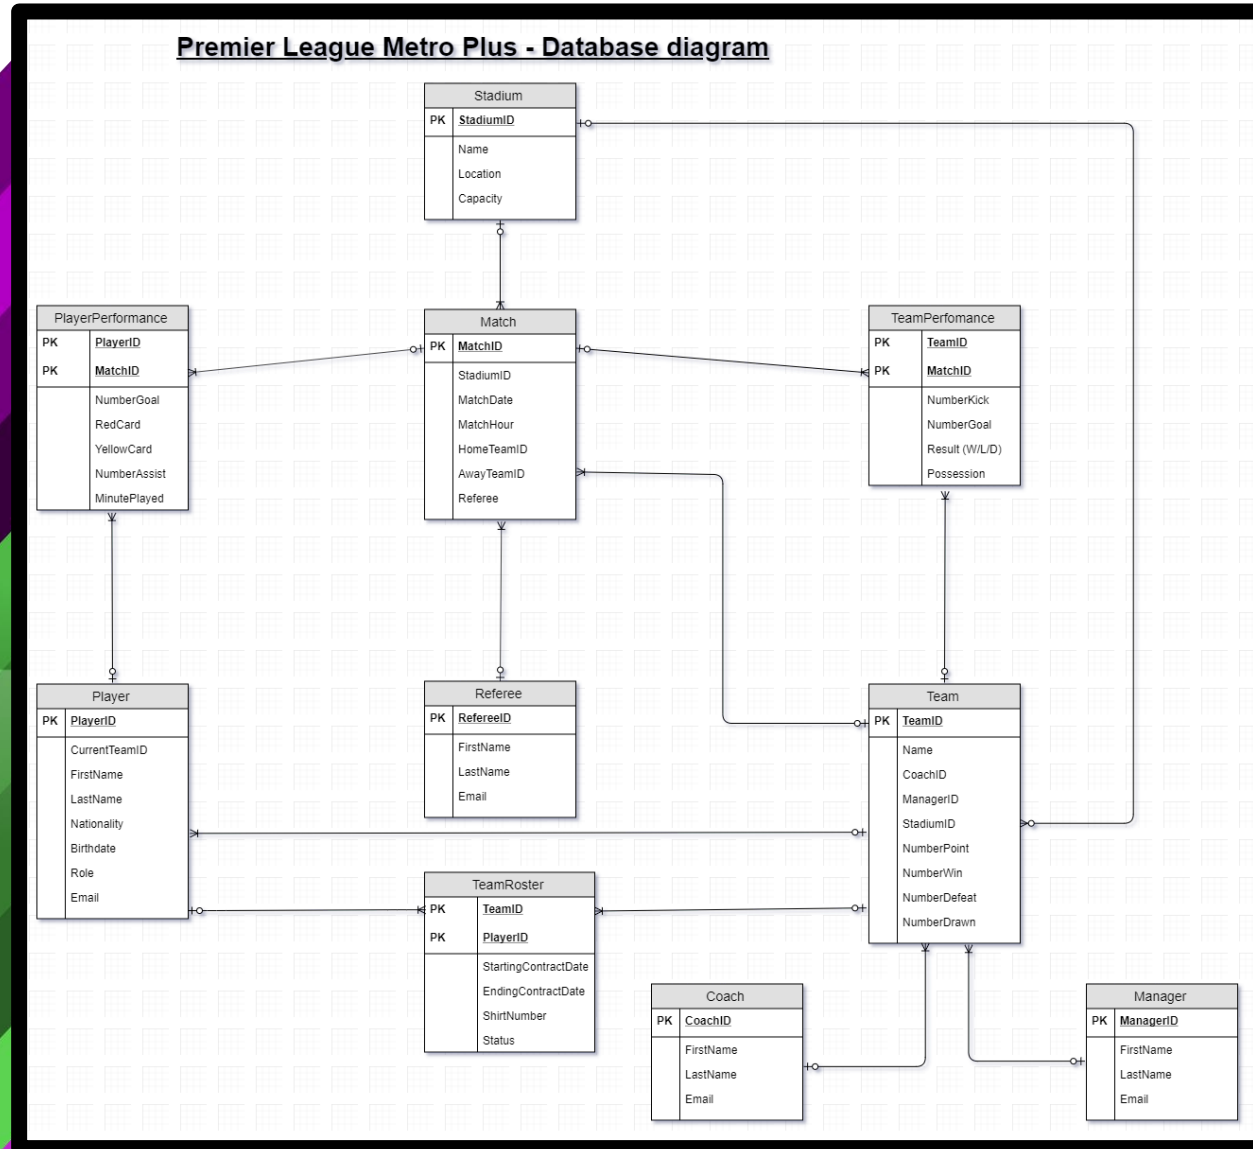 Premier League Metro Plus - Database diagram
Stadium
PK StadiumID
Name
Location
Capacity
PlayerPerformance
PK PlayerID
PK MatchID
NumberGoal
RedCard
YellowCard
NumberAssist
MinutePlayed
Match
PK MatchID
StadiumID
MatchDate
MatchHour
HomeTeamID
AwayTeamID
Referee
TeamPerfomance
PK TeamID
PK MatchID
NumberKick
NumberGoal
Result (W/L/D)
Possession
Player
PK PlayerID
CurrentTeamID
FirstName
LastName
Nationality
Birthdate
Role
Email
Referee
PK RefereeID
FirstName
LastName
Email
Team
PK TeamID
Name
CoachID
ManagerID
StadiumID
NumberPoint
NumberWin
NumberDefeat
NumberDrawn
TeamRoster
PK TeamID
PK PlayerID
StartingContractDate
EndingContractDate
ShirtNumber
Status
Coach
PK CoachID
FirstName
LastName
Email
Manager
PK ManagerID
FirstName
LastName
Email